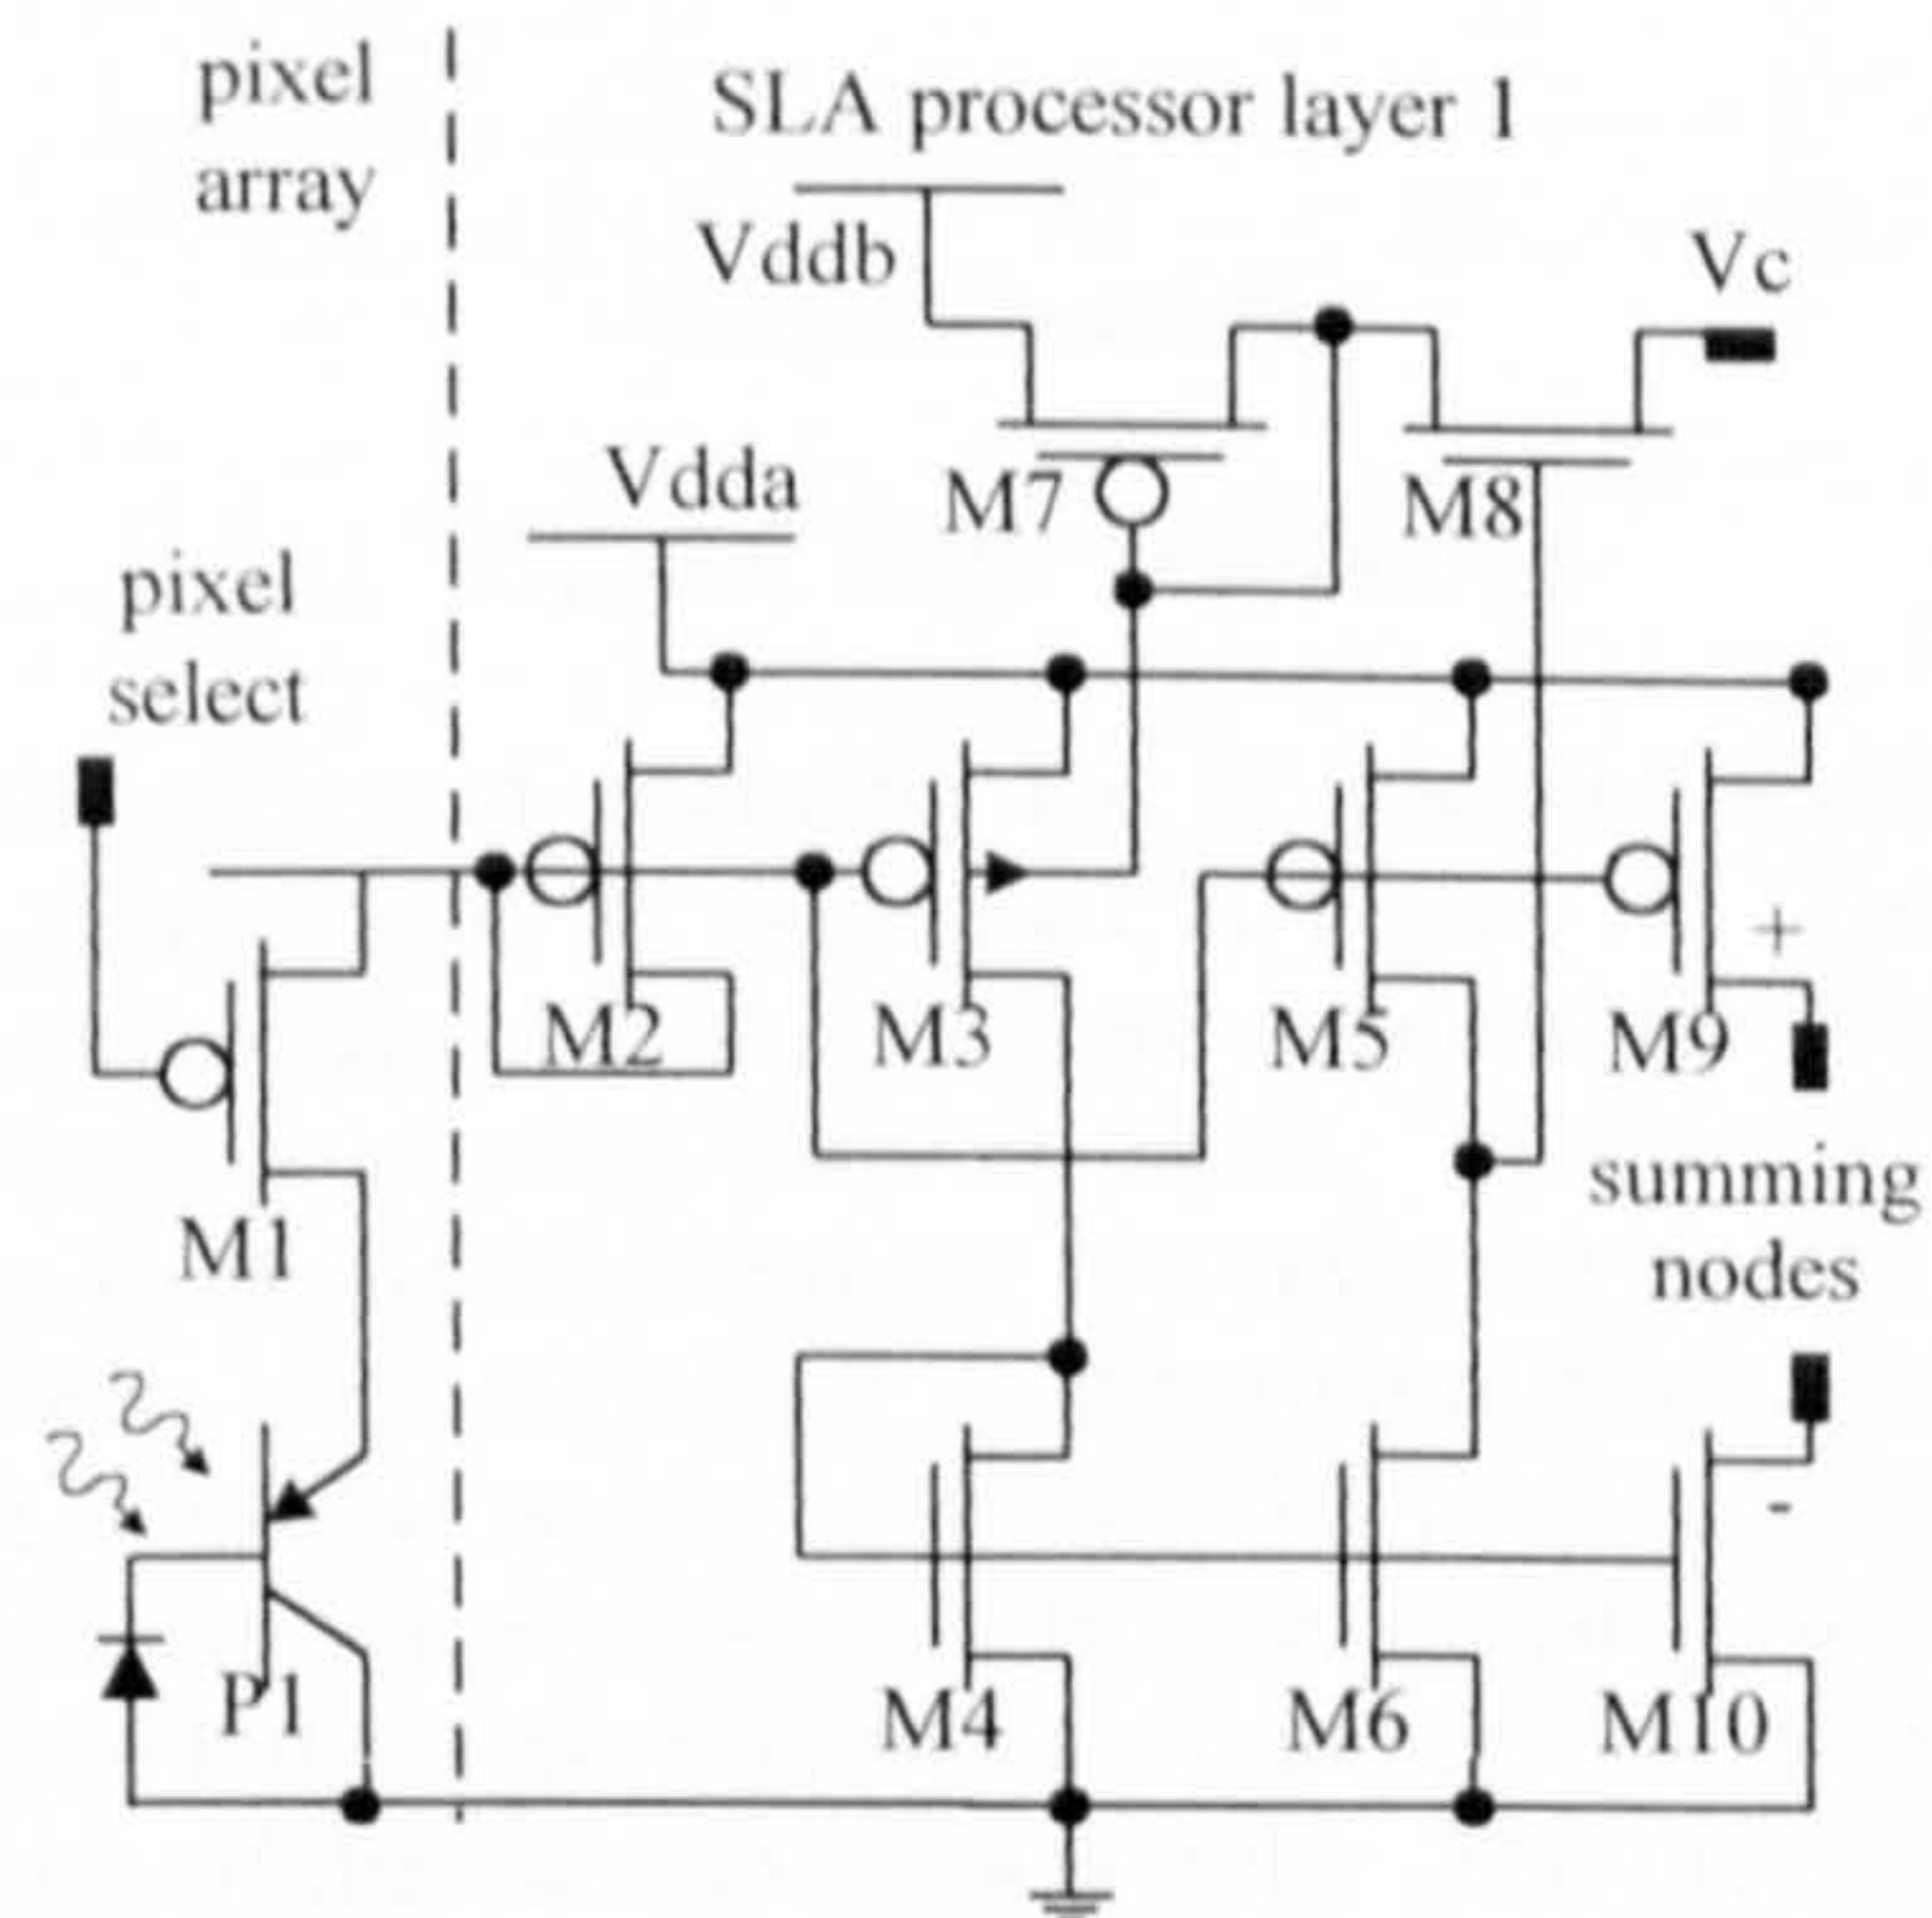 pixel
array
SLA processor layer 1
Vddb
Vc
Vdda
M7
M8
pixel
select
M2
M3
M5
M9
+
M1
summing
nodes
-
P1
M4
M6
M10